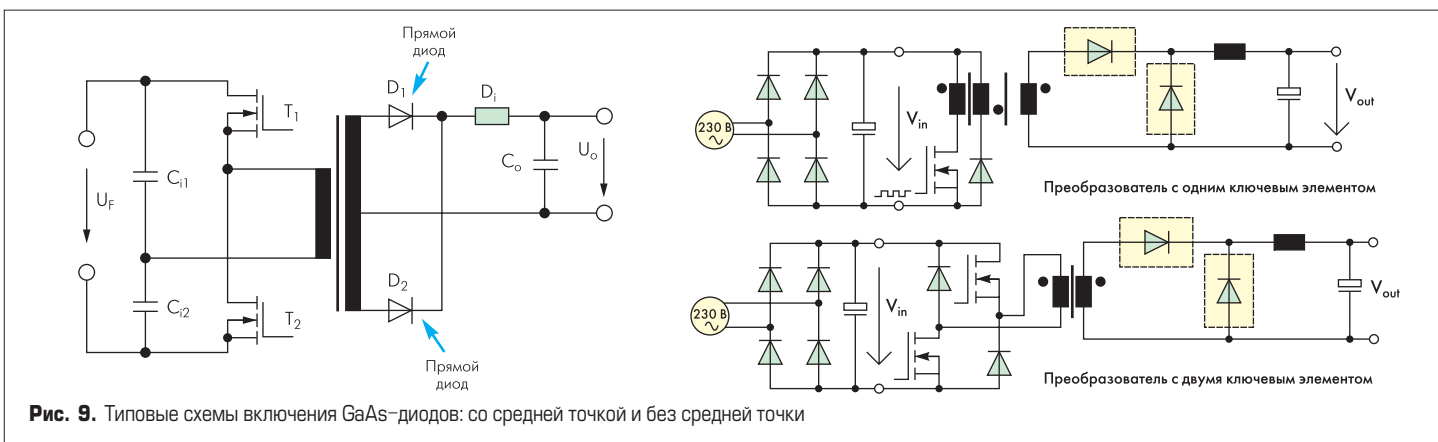 Прямой
диод
D1
Di
T1
Ci1
UF
Co
Uo
Ci2
T2
D2
Прямой
диод
230 В
Vin
Vout
Преобразователь с одним ключевым элементом
230 В
Vin
Vout
Преобразователь с двумя ключевым элементом
Рис. 9. Типовые схемы включения GaAs-диодов: со средней точкой и без средней точки